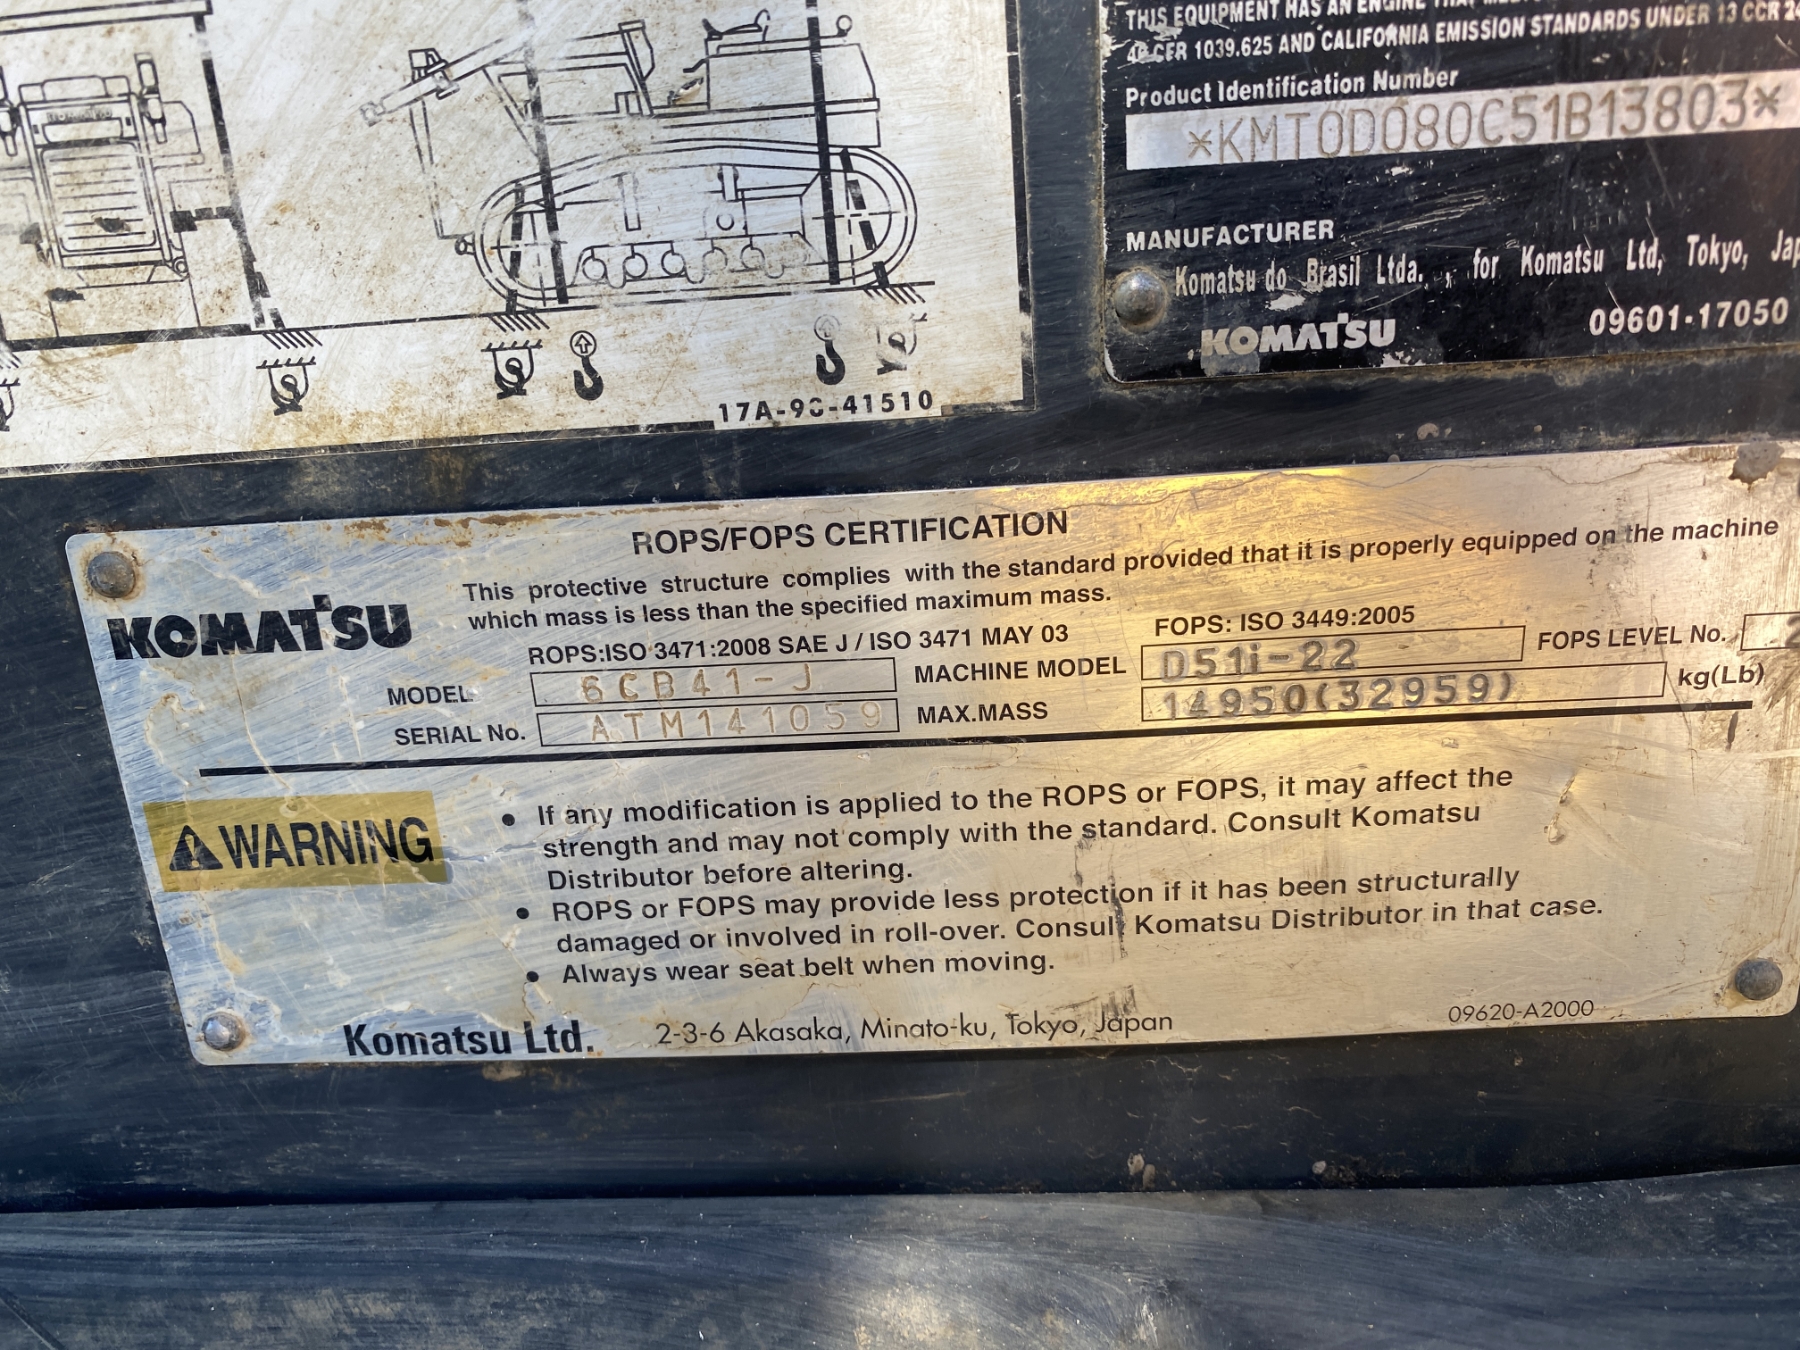 17A-98-41510
THIS EQUIPMENT HAS AN ENGINE
40 CFR 1039.625 AND CALIFORNIA EMISSION STANDARDS UNDER 13 CCR
Product Identification Number
*KMT0D080C51B13803*
MANUFACTURER
Komatsu do Brasil Ltda. , for Komatsu Ltd, Tokyo,
KOMATSU
09601-17050
ROPS/FOPS CERTIFICATION
This protective structure complies with the standard provided that it is properly equipped on the machine
which mass is less than the specified maximum mass.
KOMATSU
ROPS:ISO 3471:2008 SAE J / ISO 3471 MAY 03
FOPS: ISO 3449:2005
MODEL 6CB41-J MACHINE MODEL D51i-22 FOPS LEVEL No. 2
SERIAL No. ATM141059 MAX.MASS 14950(32959) kg(Lb)
WARNING
• If any modification is applied to the ROPS or FOPS, it may affect the
strength and may not comply with the standard. Consult Komatsu
Distributor before altering.
• ROPS or FOPS may provide less protection if it has been structurally
damaged or involved in roll-over. Consult Komatsu Distributor in that case.
• Always wear seat belt when moving.
Komatsu Ltd. 2-3-6 Akasaka, Minato-ku, Tokyo, Japan
09620-A2000